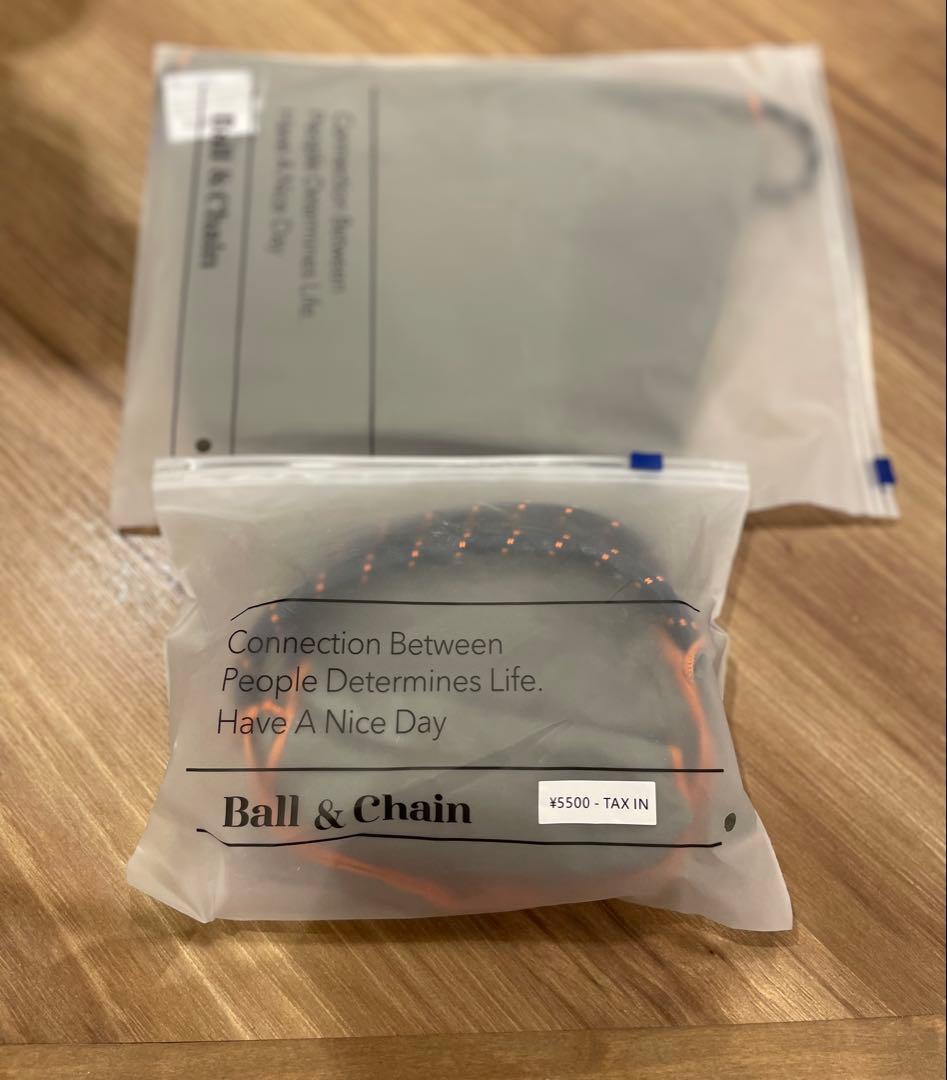 Ball & Chain
Connection Between
People Determines Life.
Have A Nice Day
Connection Between
People Determines Life.
Have A Nice Day
Ball & Chain
¥5500 - TAX IN